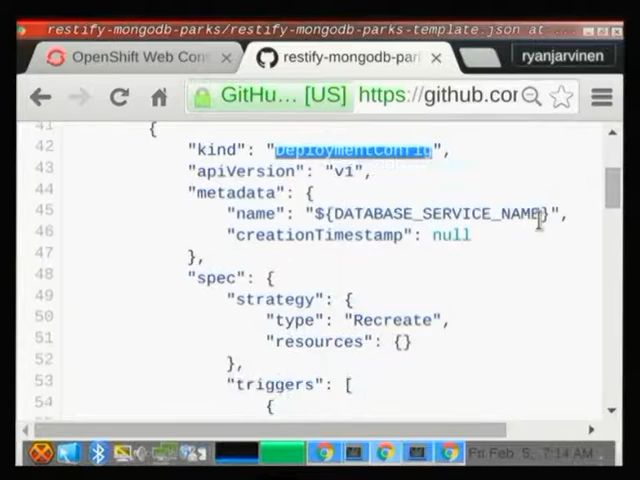 restify-mongodb-parks/restify-mongodb-parks-template.json at ...
OpenShift Web Con
restify-mongodb-par
ryanjarvinen
GitHu... [US]
https://github.con
41
{
42 "kind": "DeploymentConfig",
43 "apiVersion": "v1",
44 "metadata": {
45 "name": "${DATABASE_SERVICE_NAME}",
46 "creationTimestamp": null
47 },
48 "spec": {
49 "strategy": {
50 "type": "Recreate",
51 "resources": {}
52 },
53 "triggers": [
54 {
Fri Feb 5, 7:14 AM